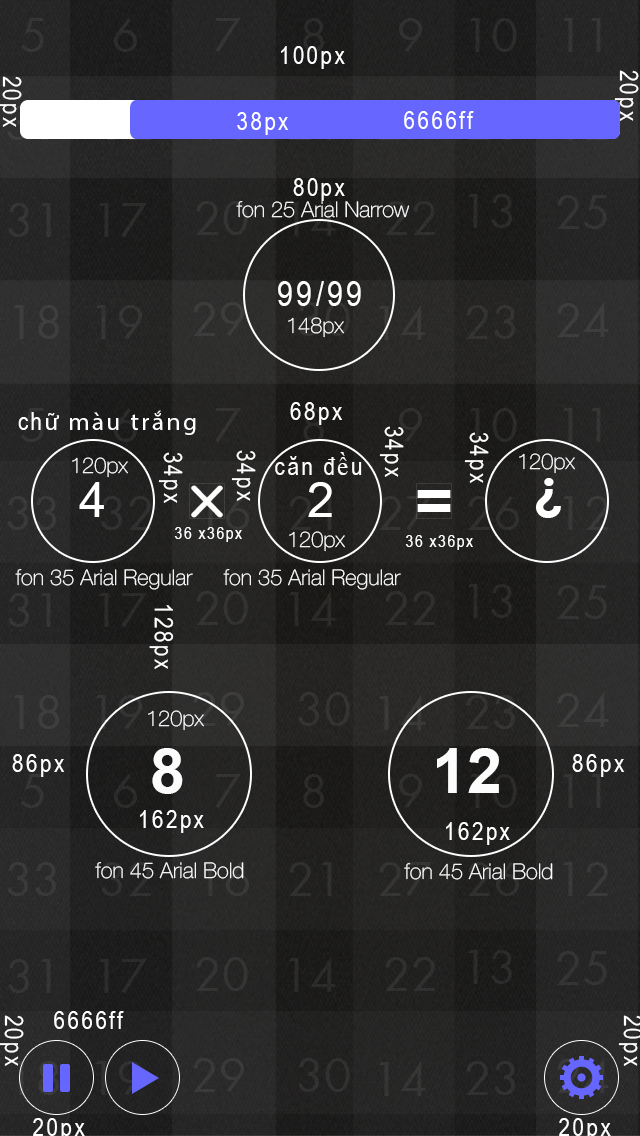 100px
20px
20px
38px 6666ff
80px
fon 25 Arial Narrow
99/99
148px
68px
chữ màu trắng
34px
34px
34px
34px
120px
căn đều
120px
4 × 2 = ¿
36 x36px
120px
36 x36px
fon 35 Arial Regular fon 35 Arial Regular
128px
120px
86px 8 12 86px
162px 162px
fon 45 Arial Bold fon 45 Arial Bold
20px
6666ff
20px
20px
20px